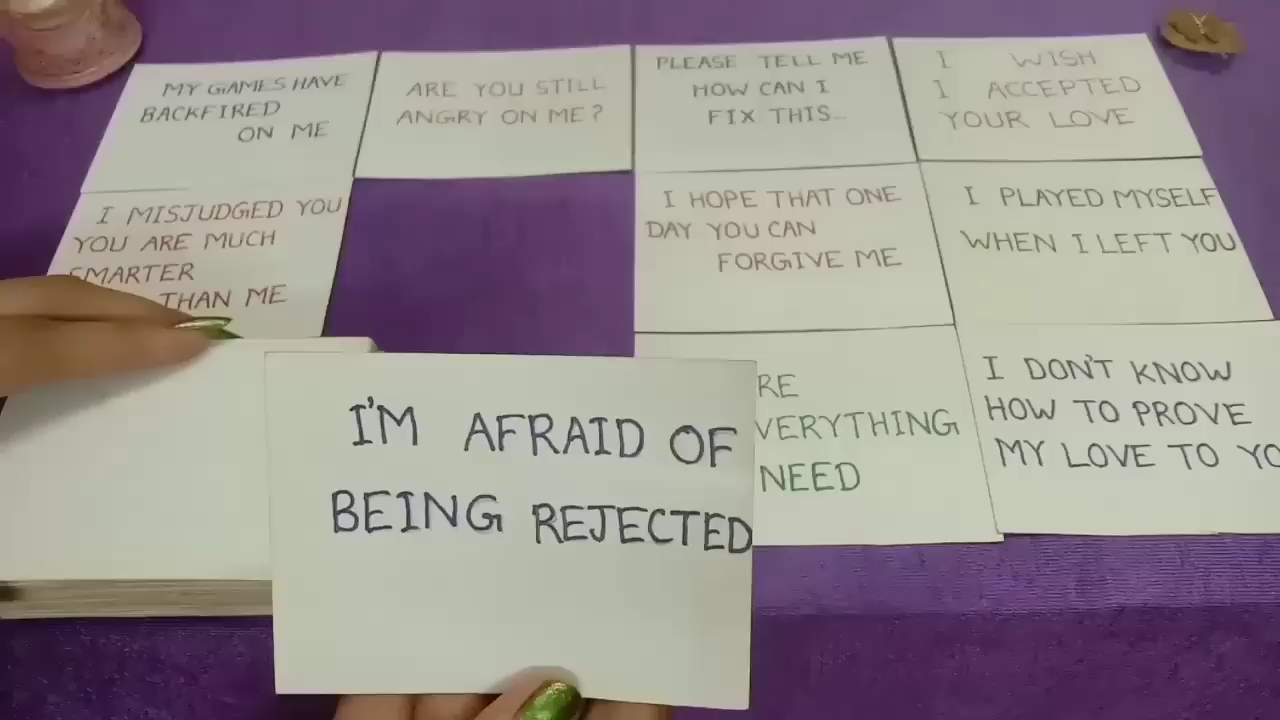 MY GAMES HAVE
BACKFIRED
ON ME
ARE YOU STILL
ANGRY ON ME?
PLEASE TELL ME
HOW CAN I
FIX THIS...
I WISH
I ACCEPTED
YOUR LOVE
I MISJUDGED YOU
YOU ARE MUCH
SMARTER
THAN ME
I HOPE THAT ONE
DAY YOU CAN
FORGIVE ME
I PLAYED MYSELF
WHEN I LEFT YOU
I'M AFRAID OF
BEING REJECTED
NEED
I DON'T KNOW
HOW TO PROVE
MY LOVE TO